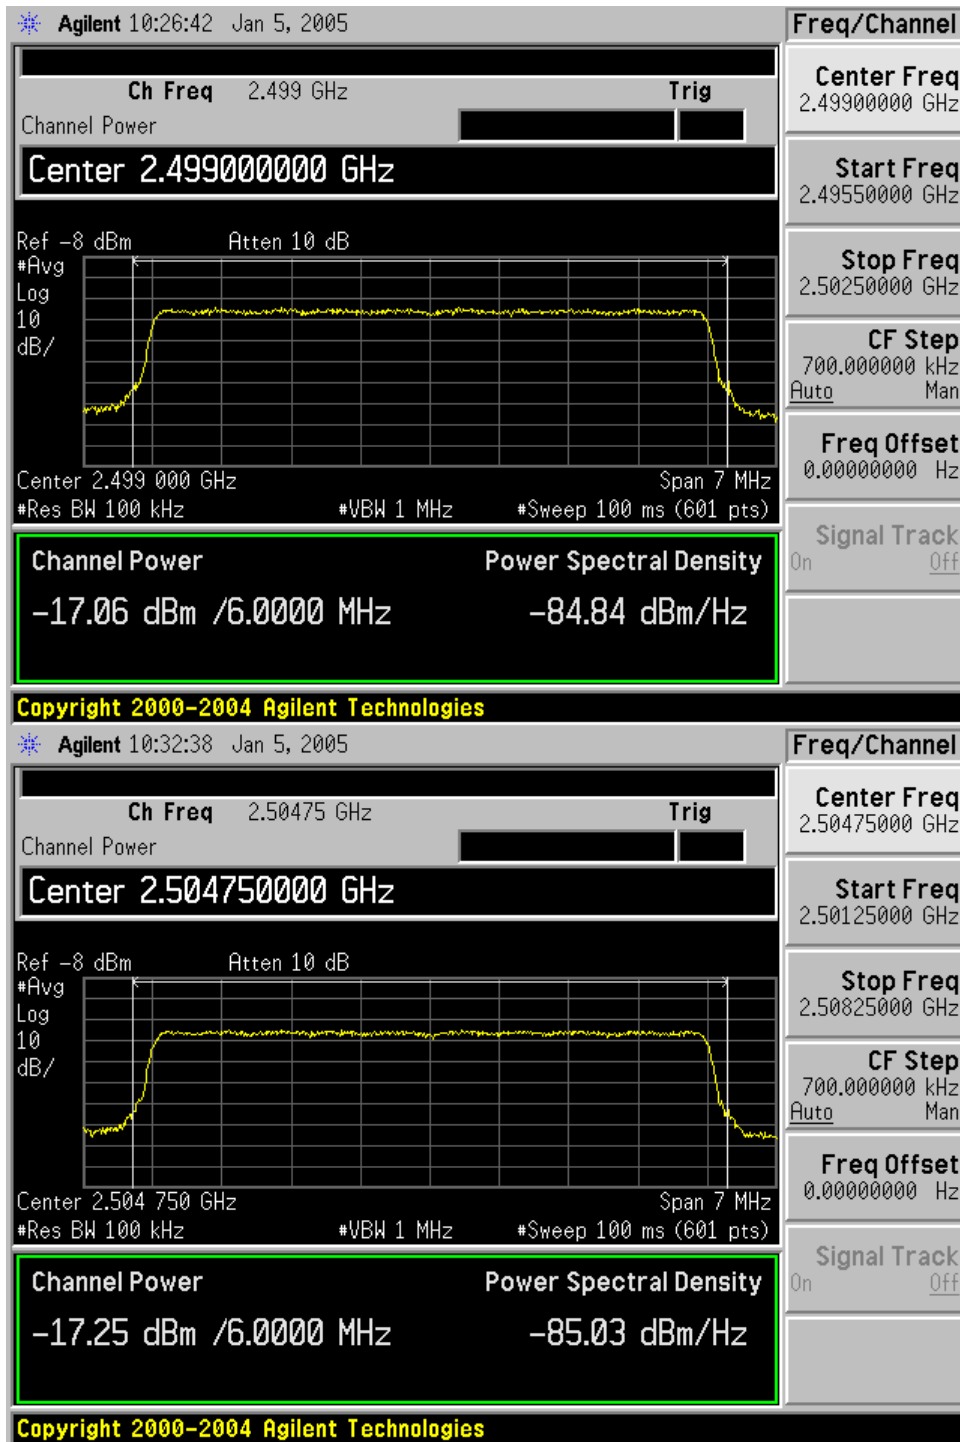 Agilent 10:26:42 Jan 5, 2005
Freq/Channel
Ch Freq 2.499 GHz Trig
Channel Power
Center 2.499000000 GHz
Ref -8 dBm Atten 10 dB
#Avg
Log
10
dB/
Center 2.499 000 GHz Span 7 MHz
#Res BW 100 kHz #VBW 1 MHz #Sweep 100 ms (601 pts)
Channel Power Power Spectral Density
-17.06 dBm /6.0000 MHz -84.84 dBm/Hz
Center Freq
2.49900000 GHz
Start Freq
2.49550000 GHz
Stop Freq
2.50250000 GHz
CF Step
700.000000 kHz
Auto Man
Freq Offset
0.00000000 Hz
Signal Track
On Off
Copyright 2000-2004 Agilent Technologies
Agilent 10:32:38 Jan 5, 2005
Freq/Channel
Ch Freq 2.50475 GHz Trig
Channel Power
Center 2.504750000 GHz
Ref -8 dBm Atten 10 dB
#Avg
Log
10
dB/
Center 2.504 750 GHz Span 7 MHz
#Res BW 100 kHz #VBW 1 MHz #Sweep 100 ms (601 pts)
Channel Power Power Spectral Density
-17.25 dBm /6.0000 MHz -85.03 dBm/Hz
Center Freq
2.50475000 GHz
Start Freq
2.50125000 GHz
Stop Freq
2.50825000 GHz
CF Step
700.000000 kHz
Auto Man
Freq Offset
0.00000000 Hz
Signal Track
On Off
Copyright 2000-2004 Agilent Technologies